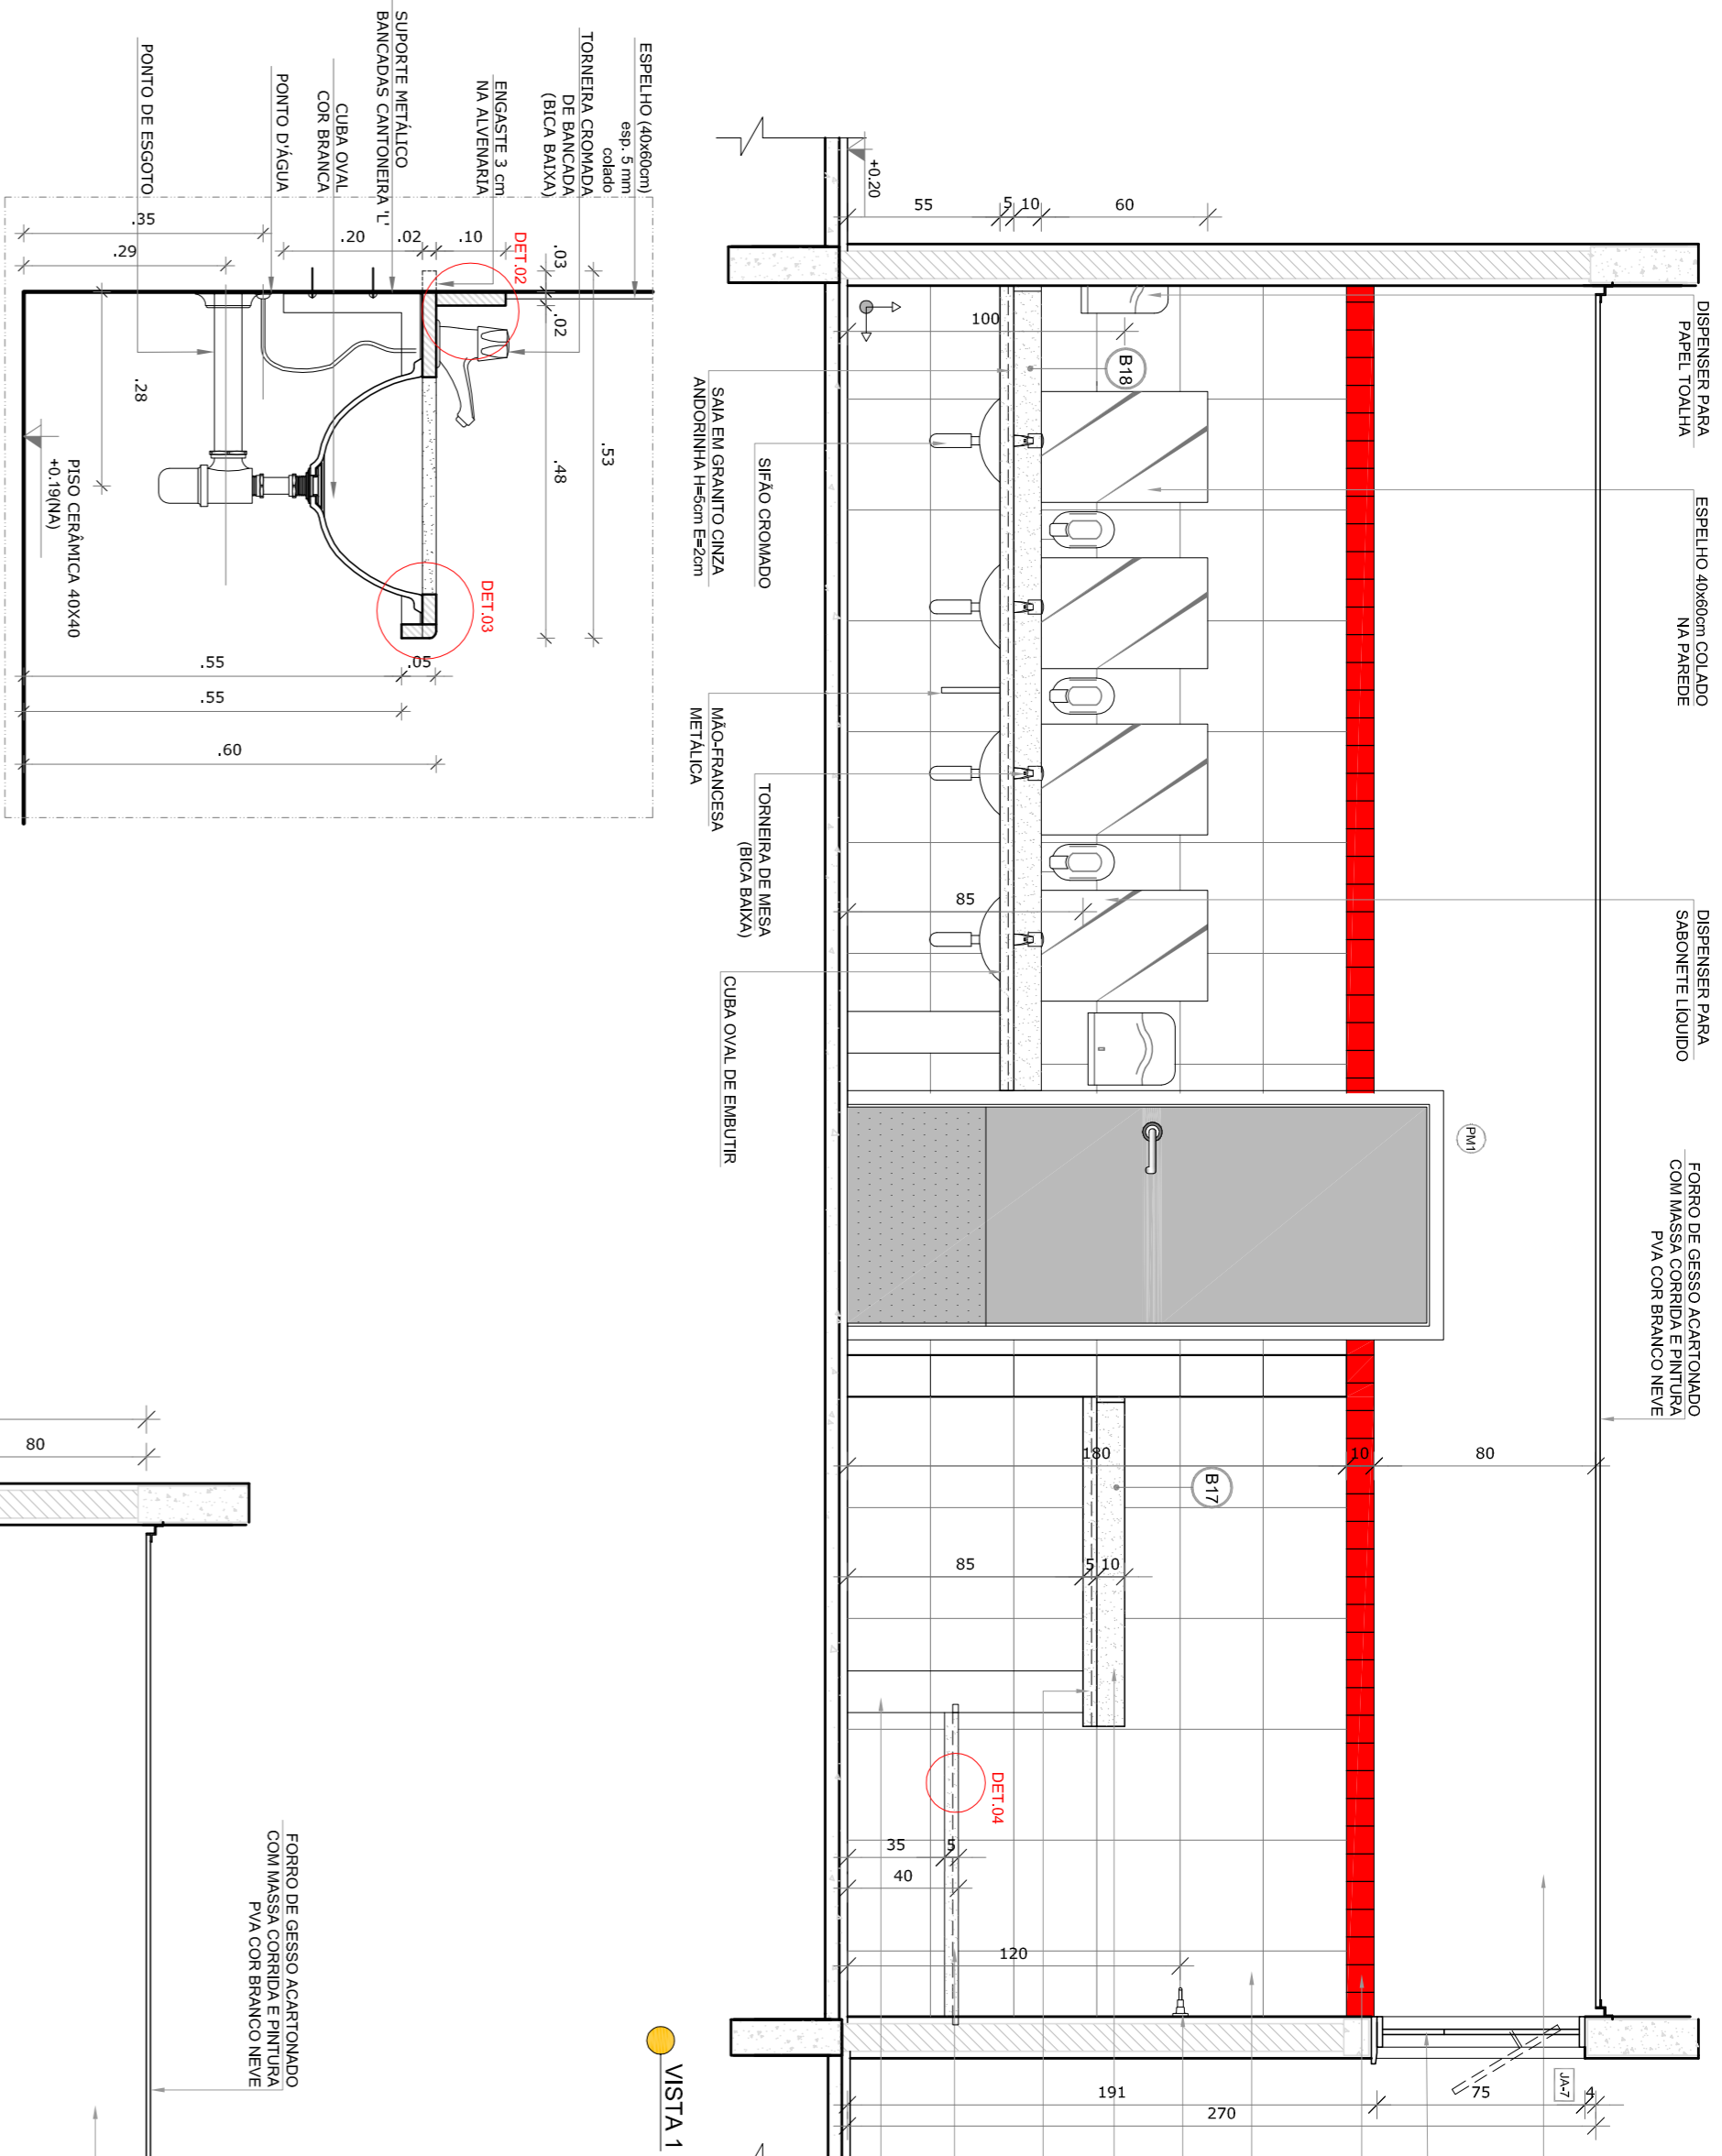 DISPENSER PARA
PAPEL TOALHA
ESPELHO 40x60cm COLADO
NA PAREDE
DISPENSER PARA
SABONETE LÍQUIDO
FORRO DE GESSO ACARTONADO
COM MASSA CORRIDA E PINTURA
PVA COR BRANCO NEVE
+0.20
55
5
10
60
100
B18
85
PM1
180
10
80
B17
85
5
10
DET.04
35
5
40
120
191
75
4
270
JA-7
SAIA EM GRANITO CINZA
ANDORINHA H=5cm E=2cm
SIFÃO CROMADO
MÃO-FRANCESA
METÁLICA
TORNEIRA DE MESA
(BICA BAIXA)
CUBA OVAL DE EMBUTIR
VISTA 1
ESPELHO (40x60cm)
esp. 5 mm
colado
TORNEIRA CROMADA
DE BANCADA
(BICA BAIXA)
ENGASTE 3 cm
NA ALVENARIA
SUPORTE METÁLICO
BANCADAS CANTONEIRA 'L'
CUBA OVAL
COR BRANCA
PONTO D'ÁGUA
PONTO DE ESGOTO
.35
.29
.20
.02
.10
.03
.02
DET.02
.53
.48
.28
DET.03
PISO CERÂMICA 40X40
+0.19(NA)
.55
.05
.55
.60
80
FORRO DE GESSO ACARTONADO
COM MASSA CORRIDA E PINTURA
PVA COR BRANCO NEVE